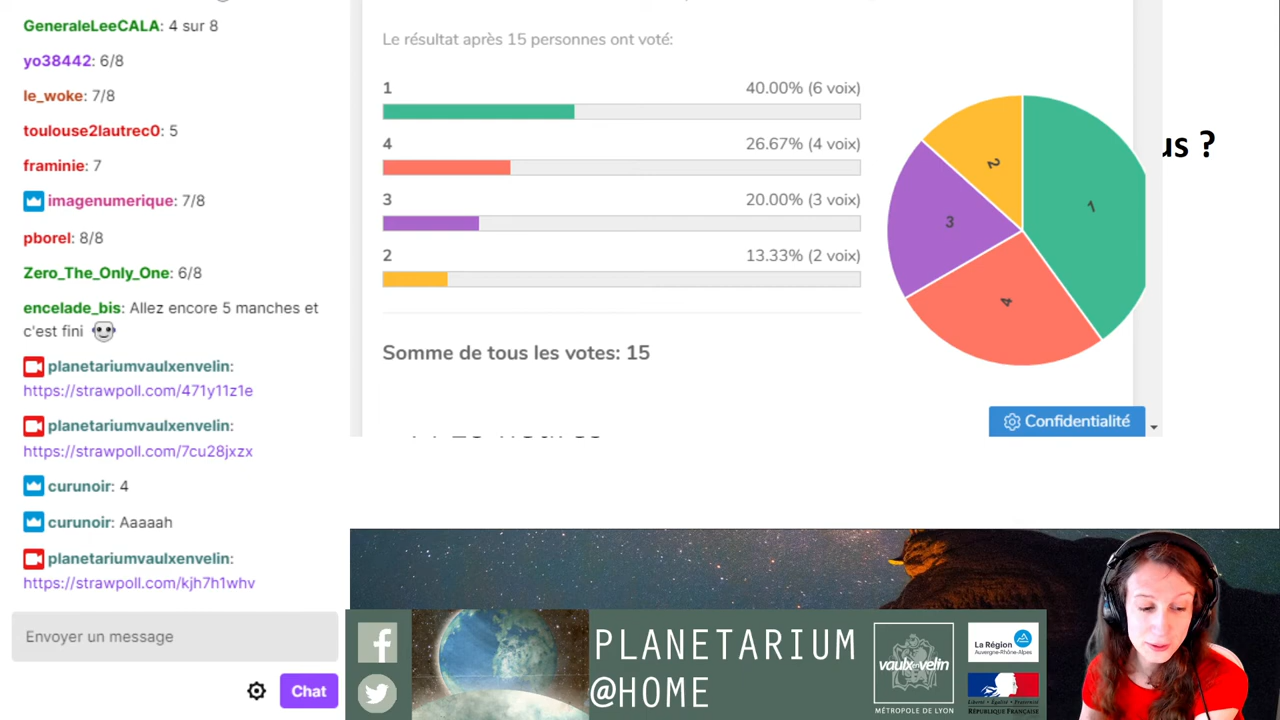 GeneraleLeeCALA: 4 sur 8
yo38442: 6/8
le_woke: 7/8
toulouse2lautrec0: 5
framinie: 7
imagenumerique: 7/8
pborel: 8/8
Zero_The_Only_One: 6/8
encelade_bis: Allez encore 5 manches et
c'est fini
planetariumvaulxenvelin:
https://strawpoll.com/471y11z1e
planetariumvaulxenvelin:
https://strawpoll.com/7cu28jxzx
curunoir: 4
curunoir: Aaaaah
planetariumvaulxenvelin:
https://strawpoll.com/kjh7h1whv
Envoyer un message
Chat
Le résultat après 15 personnes ont voté:
1 40.00% (6 voix)
4 26.67% (4 voix)
3 20.00% (3 voix)
2 13.33% (2 voix)
Somme de tous les votes: 15
2
1
3
4
us ?
Confidentialité
PLANETARIUM
@HOME
vaulx en velin
MÉTROPOLE DE LYON
La Région
Auvergne-Rhône-Alpes
Liberté • Égalité • Fraternité
RÉPUBLIQUE FRANÇAISE